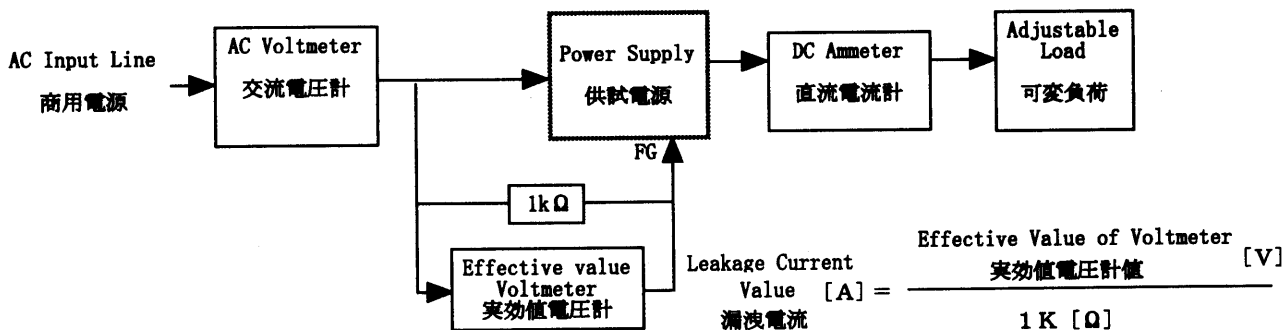 AC Input Line
商用電源
AC Voltmeter
交流電圧計
Power Supply
供試電源
DC Ammeter
直流電流計
Adjustable
Load
可変負荷
FG
1kΩ
Effective value
Voltmeter
実効値電圧計
Leakage Current
Value [A] =
漏洩電流
Effective Value of Voltmeter [V]
実効値電圧計値
1K [Ω]